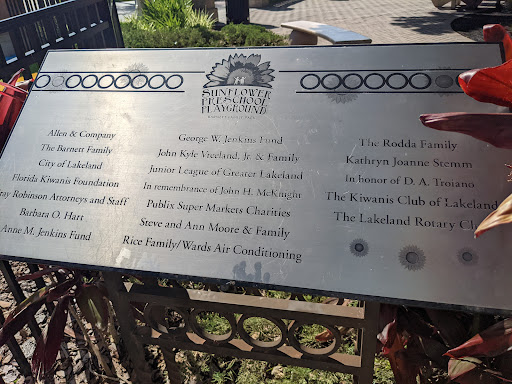 SUNFLOWER
PRESCHOOL
PLAYGROUND
Allen & Company
The Barnett Family
City of Lakeland
Florida Kiwanis Foundation
Robinson Attorneys and Staff
Barbara O. Hart
Anne M. Jenkins Fund
George W. Jenkins Fund
John Kyle Vreeland, Jr. & Family
Junior League of Greater Lakeland
In remembrance of John H. McKnight
Publix Super Markets Charities
Steve and Ann Moore & Family
Rice Family/Wards Air Conditioning
The Rodda Family
Kathryn Joanne Stemm
In honor of D. A. Troiano
The Kiwanis Club of Lakeland
The Lakeland Rotary